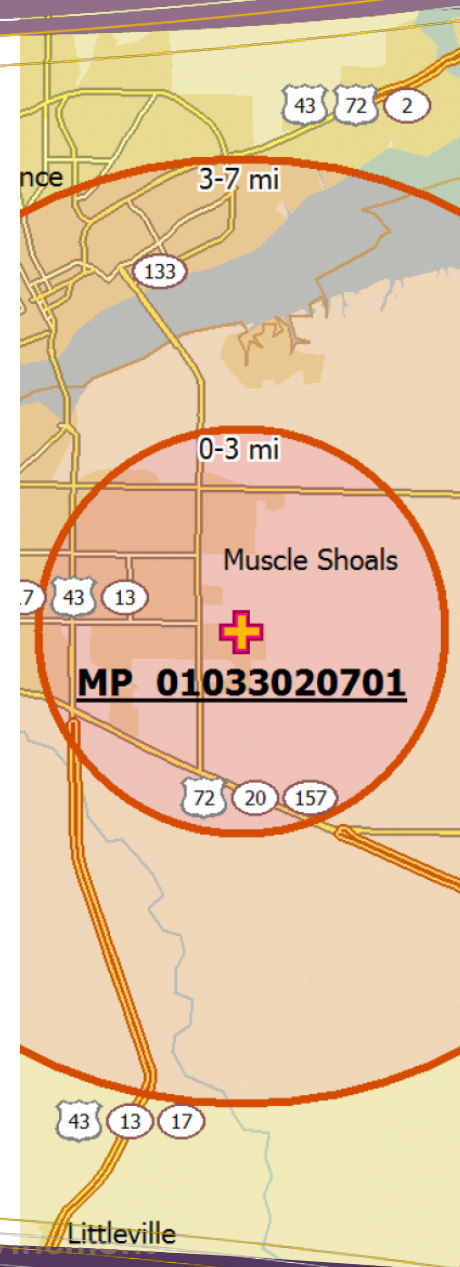 43 72 2
nce
3-7 mi
133
0-3 mi
Muscle Shoals
7 43 13
MP 01033020701
72 20 157
43 13 17
Littleville